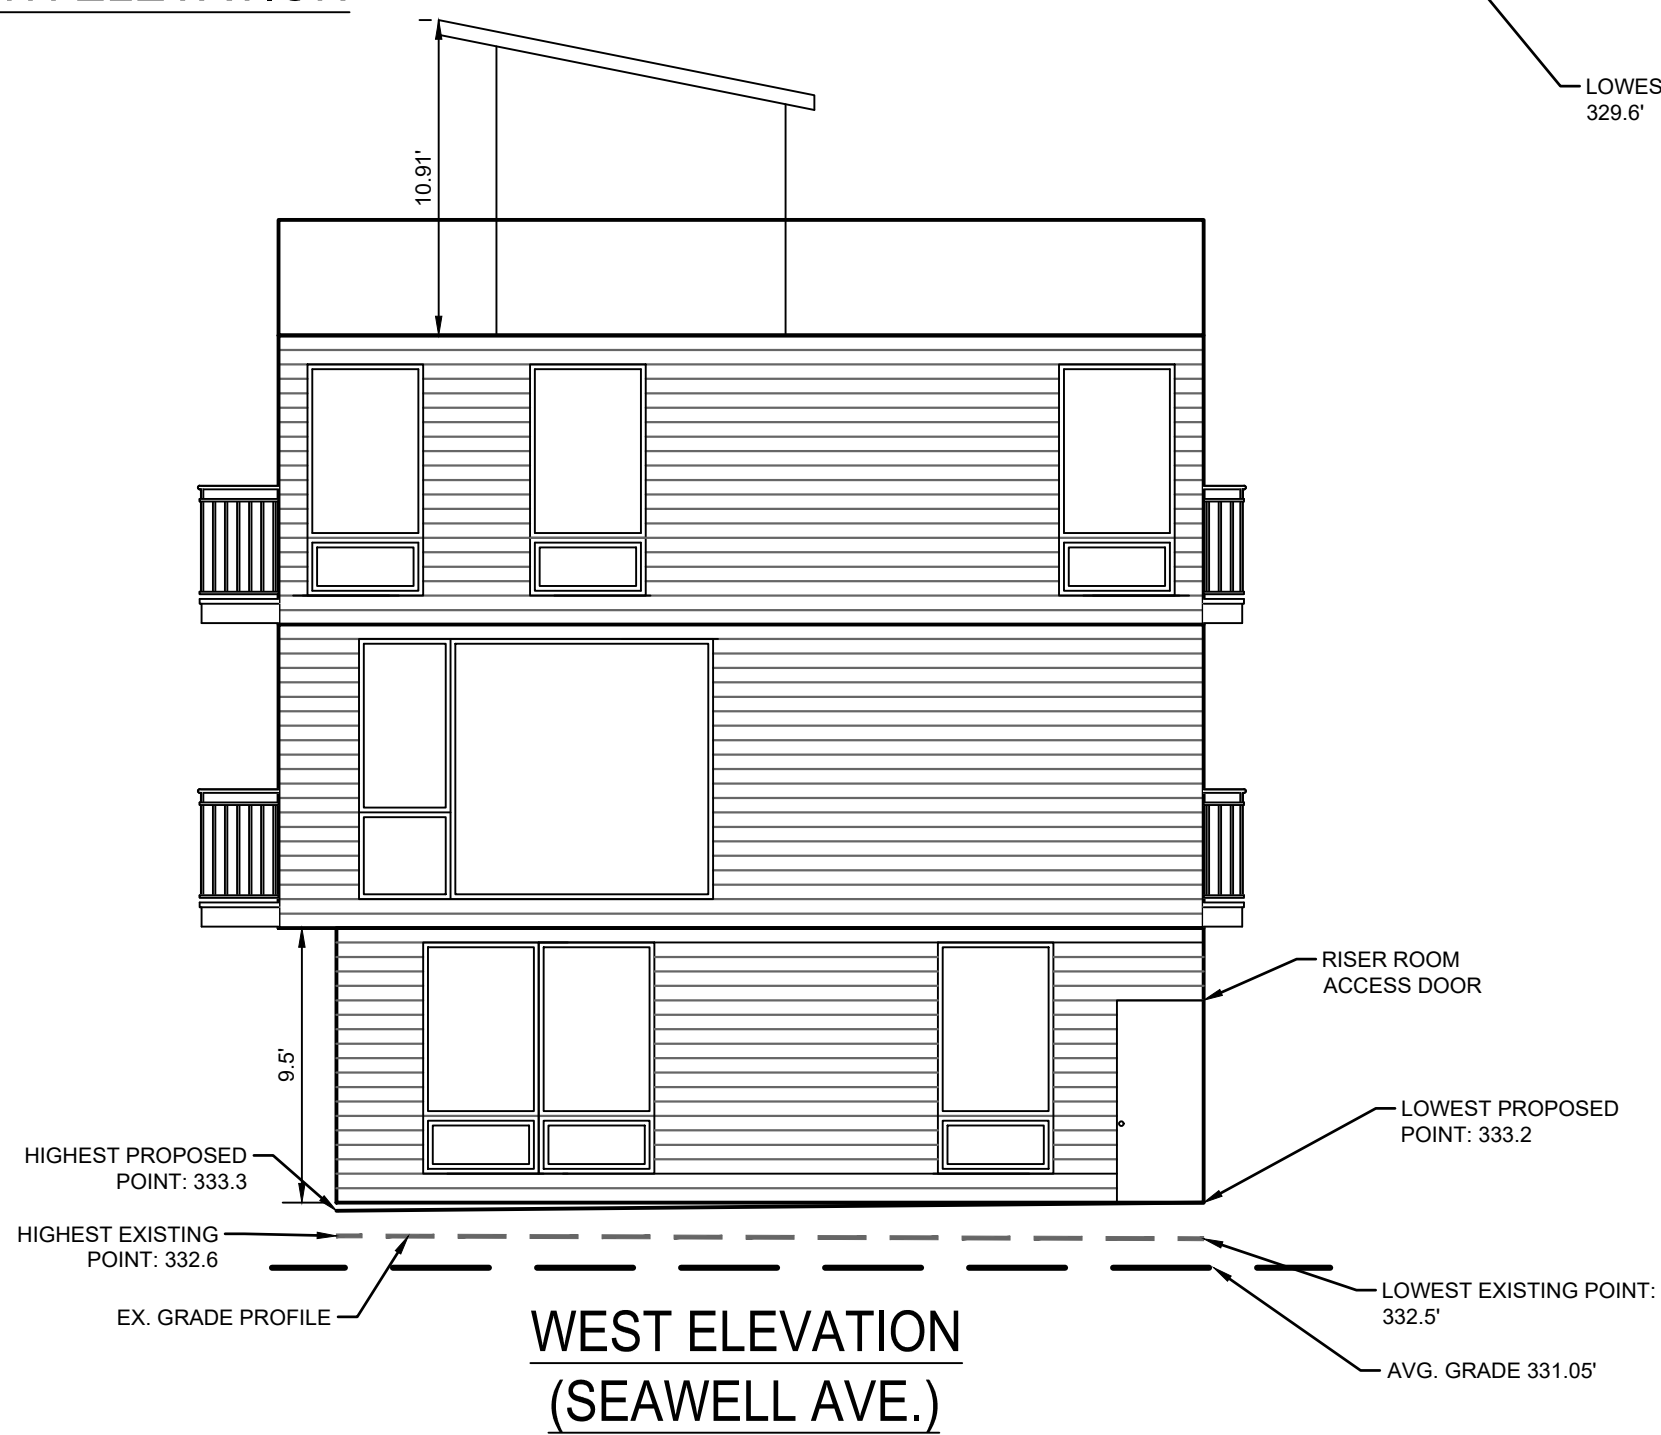 LOWES
329.6'
10.91'
RISER ROOM
ACCESS DOOR
9.5'
LOWEST PROPOSED
POINT: 333.2
HIGHEST PROPOSED
POINT: 333.3
HIGHEST EXISTING
POINT: 332.6
EX. GRADE PROFILE
LOWEST EXISTING POINT:
332.5'
AVG. GRADE 331.05'
WEST ELEVATION
(SEAWELL AVE.)